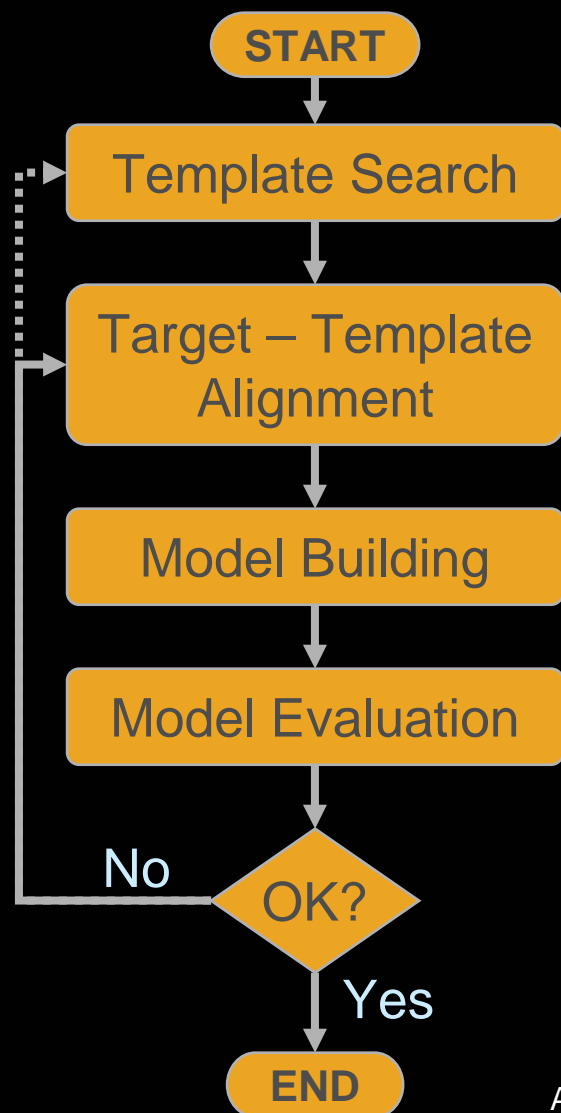 START
Template Search
Target – Template
Alignment
Model Building
Model Evaluation
No
OK?
Yes
END
A